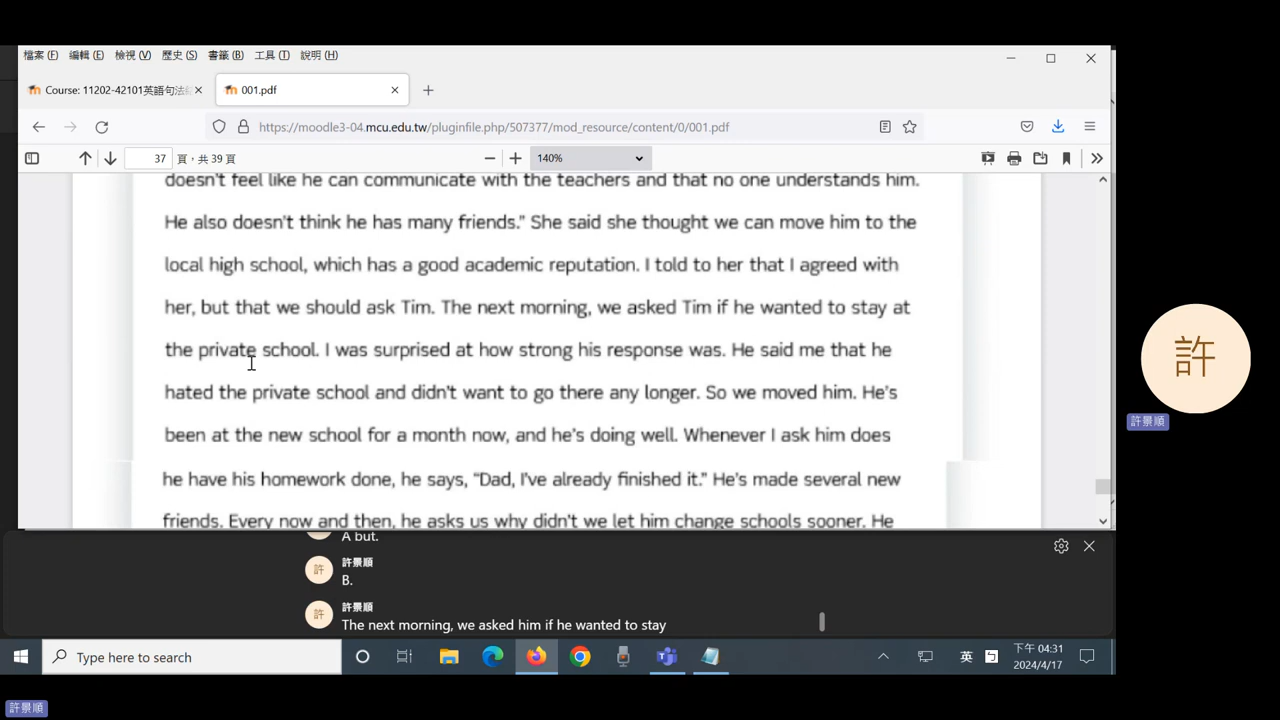 檔案 (F) 編輯 (E) 檢視 (V) 歷史 (S) 書籤 (B) 工具 (T) 說明 (H)
Course: 11202-42101英語句法
001.pdf
https://moodle3-04.mcu.edu.tw/pluginfile.php/507377/mod_resource/content/0/001.pdf
37 頁，共 39 頁
140%
doesn't feel like he can communicate with the teachers and that no one understands him.
He also doesn't think he has many friends.” She said she thought we can move him to the
local high school, which has a good academic reputation. I told to her that I agreed with
her, but that we should ask Tim. The next morning, we asked Tim if he wanted to stay at
the private school. I was surprised at how strong his response was. He said me that he
hated the private school and didn't want to go there any longer. So we moved him. He's
been at the new school for a month now, and he's doing well. Whenever I ask him does
he have his homework done, he says, “Dad, I've already finished it.” He's made several new
friends. Every now and then, he asks us why didn't we let him change schools sooner. He
許
許景順
A but.
許景順
許 B.
許景順
許 The next morning, we asked him if he wanted to stay
Type here to search
英
下午 04:31
2024/4/17
許景順